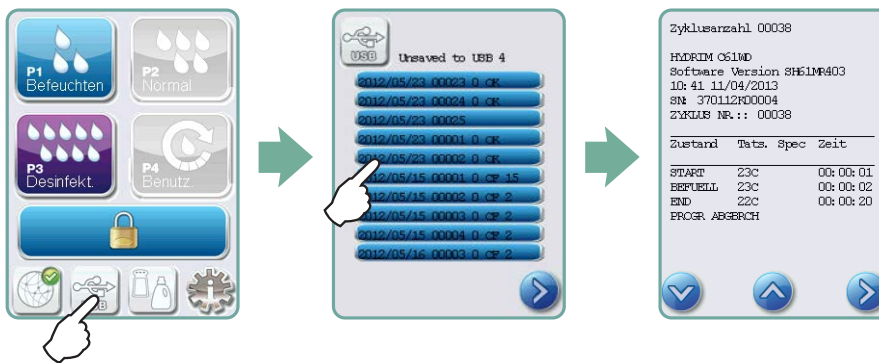 P1
Befeuchten
P2
Normal
P3
Desinfekt.
P4
Benutz.
USB
USB
Unsaved to USB 4
2012/05/23 00023 0 OK
2012/05/23 00024 0 OK
2012/05/23 00025
2012/05/23 00001 0 OK
2012/05/23 00002 0 OK
2012/05/15 00001 0 CF 15
2012/05/15 00002 0 CF 2
2012/05/15 00003 0 CF 2
2012/05/15 00004 0 CF 2
2012/05/16 00003 0 CF 2
Zyklusanzahl 00038
HYDRIM C61WD
Software Version SH61MR403
10:41 11/04/2013
SN: 370112K00004
ZYKLUS NR.:: 00038
Zustand Tats. Spec Zeit
START 23C 00:00:01
BEFUELL 23C 00:00:02
END 22C 00:00:20
PROGR ABGBRCH